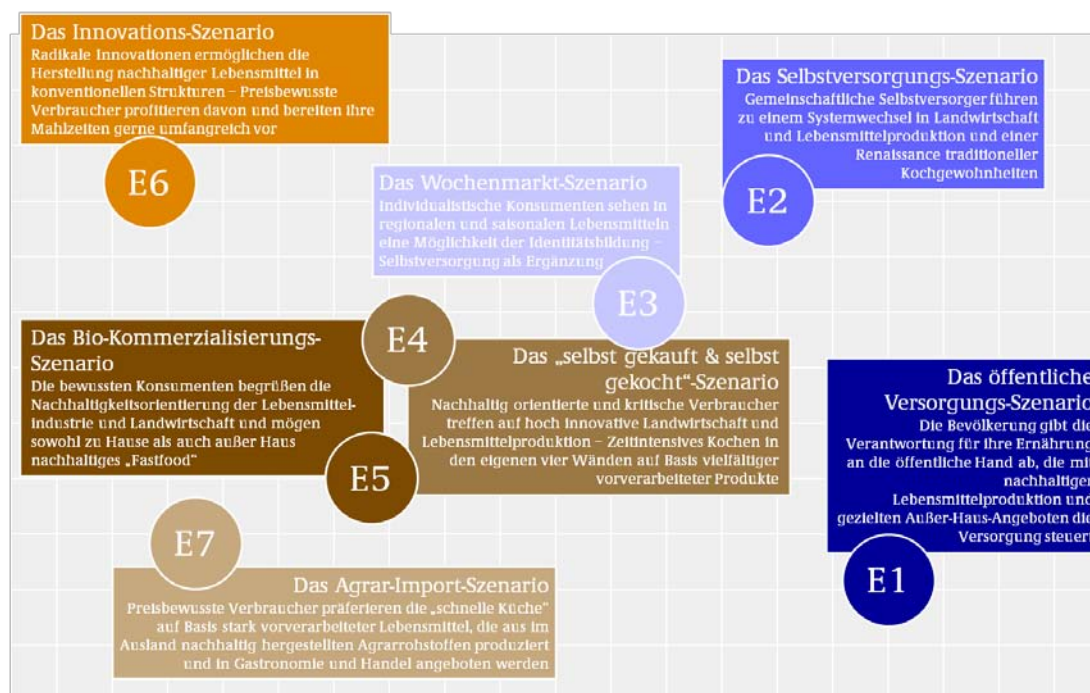 Das Innovations-Szenario
Radikale Innovationen ermöglichen die
Herstellung nachhaltiger Lebensmittel in
konventionellen Strukturen – Preisbewusste
Verbraucher profitieren davon und bereiten ihre
Mahlzeiten gerne umfangreich vor
E6
Das Selbstversorgungs-Szenario
Gemeinschaftliche Selbstversorger führen
zu einem Systemwechsel in Landwirtschaft
und Lebensmittelproduktion und einer
Renaissance traditioneller
Kochgewohnheiten
E2
Das Wochenmarkt-Szenario
Individualistische Konsumenten sehen in
regionalen und saisonalen Lebensmitteln
eine Möglichkeit der Identitätsbildung –
Selbstversorgung als Ergänzung
E3
Das Bio-Kommerzialisierungs-
Szenario
Die bewussten Konsumenten begrüßen die
Nachhaltigkeitsorientierung der Lebensmittel-
industrie und Landwirtschaft und mögen
sowohl zu Hause als auch außer Haus
nachhaltiges „Fastfood"
E5
E4
Das „selbst gekauft & selbst
gekocht"-Szenario
Nachhaltig orientierte und kritische Verbraucher
treffen auf hoch innovative Landwirtschaft und
Lebensmittelproduktion – Zeitintensives Kochen in
den eigenen vier Wänden auf Basis vielfältiger
vorverarbeiteter Produkte
Das öffentliche
Versorgungs-Szenario
Die Bevölkerung gibt die
Verantwortung für ihre Ernährung
an die öffentliche Hand ab, die mit
nachhaltiger
Lebensmittelproduktion und
gezielten Außer-Haus-Angeboten die
Versorgung steuert
E1
E7
Das Agrar-Import-Szenario
Preisbewusste Verbraucher präferieren die „schnelle Küche"
auf Basis stark vorverarbeiteter Lebensmittel, die aus im
Ausland nachhaltig hergestellten Agrarrohstoffen produziert
und in Gastronomie und Handel angeboten werden